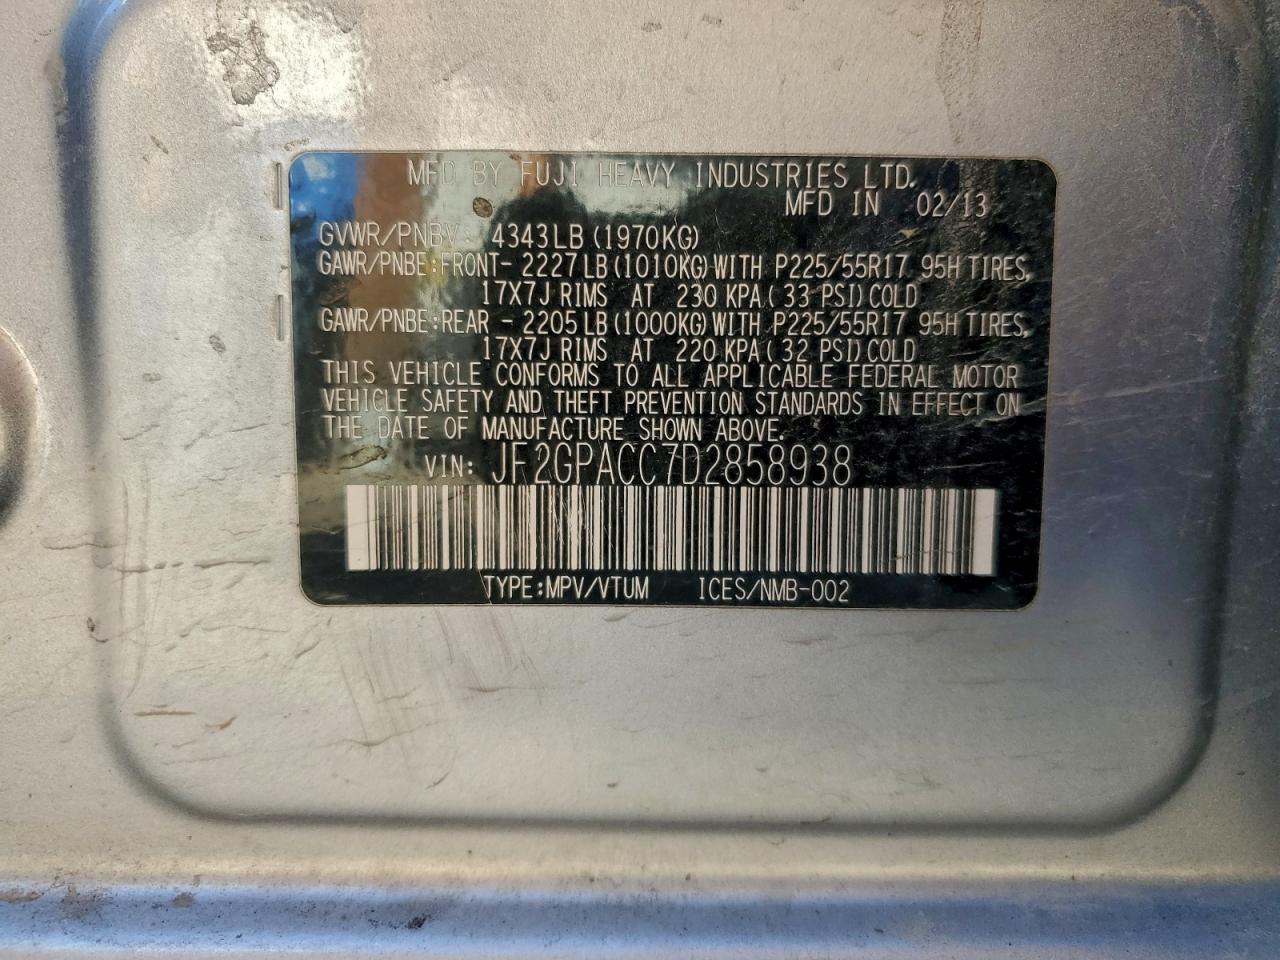 MFD BY FUJI HEAVY INDUSTRIES LTD.
MFD IN 02/13
GVWR/PNBV: 4343LB(1970KG)
GAWR/PNBE:FRONT- 2227LB(1010KG)WITH P225/55R17 95H TIRES,
17X7J RIMS AT 230 KPA( 33 PSI)COLD
GAWR/PNBE:REAR - 2205LB(1000KG)WITH P225/55R17 95H TIRES,
17X7J RIMS AT 220 KPA( 32 PSI)COLD
THIS VEHICLE CONFORMS TO ALL APPLICABLE FEDERAL MOTOR
VEHICLE SAFETY AND THEFT PREVENTION STANDARDS IN EFFECT ON
THE DATE OF MANUFACTURE SHOWN ABOVE.
VIN: JF2GPACC7D2858938
TYPE:MPV/VTUM ICES/NMB-002